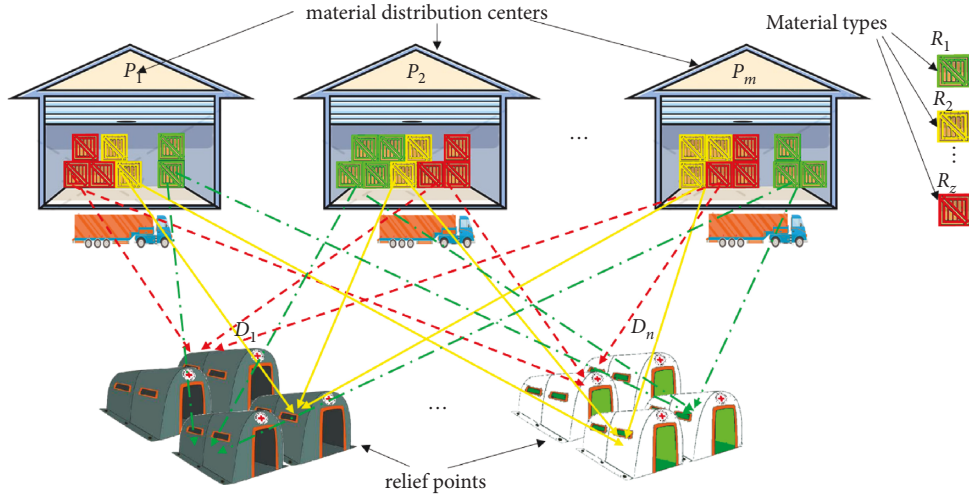 material distribution centers
Material types
P1
P2
Pm
R1
R2
⋮
Rz
...
D1
Dn
...
relief points